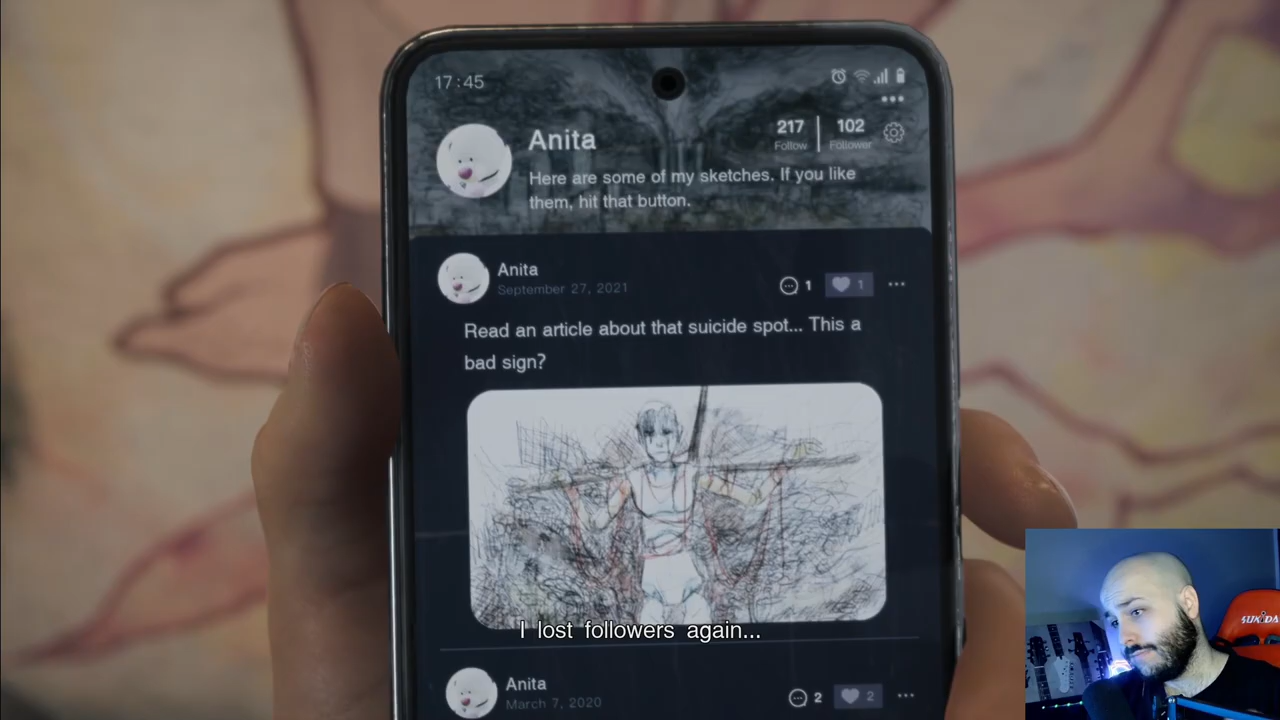 17:45
Anita
217
102
Follow
Follower
Here are some of my sketches. If you like
them, hit that button.
Anita
September 27, 2021
1
1
Read an article about that suicide spot... This a
bad sign?
I lost followers again...
Anita
March 7, 2020
2
2
SUKIDA